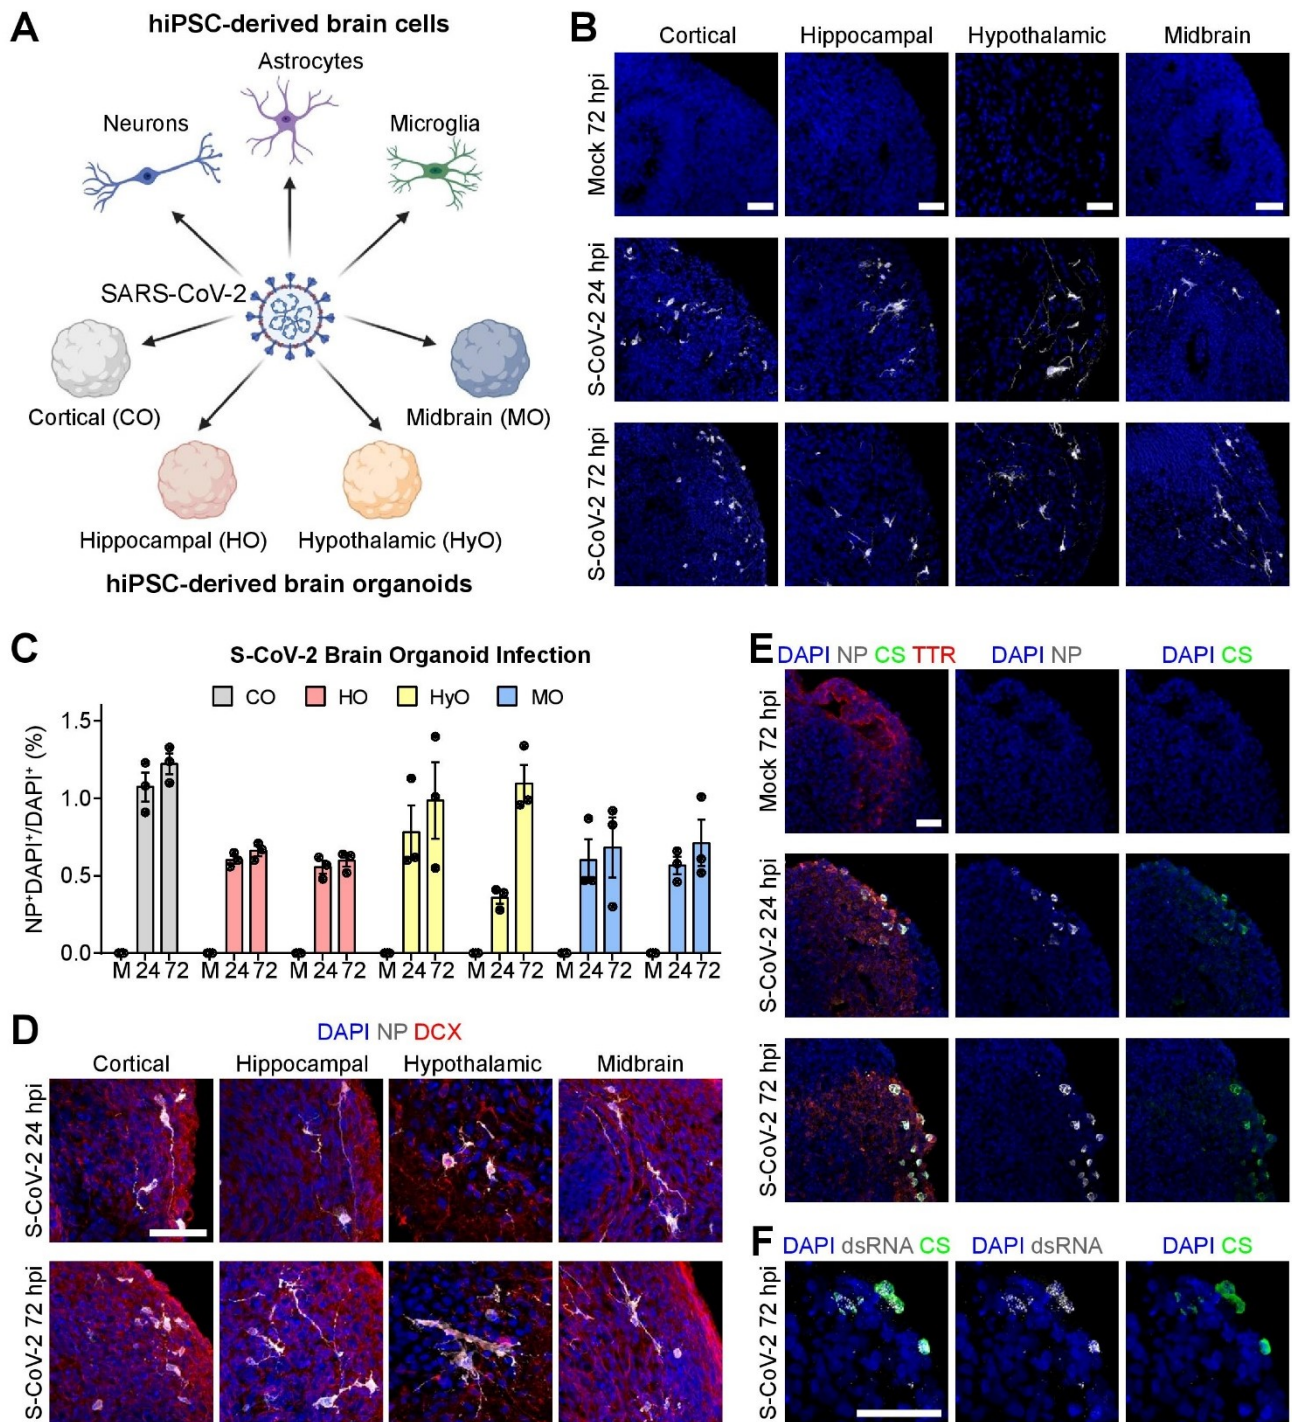 A
hiPSC-derived brain cells
Astrocytes
Neurons
Microglia
SARS-CoV-2
Cortical (CO)
Midbrain (MO)
Hippocampal (HO)
Hypothalamic (HyO)
hiPSC-derived brain organoids
B
Cortical Hippocampal Hypothalamic Midbrain
Mock 72 hpi
S-CoV-2 24 hpi
S-CoV-2 72 hpi
C
S-CoV-2 Brain Organoid Infection
CO HO HyO MO
NP⁺DAPI⁺/DAPI⁺ (%)
1.5
1.0
0.5
0.0
M 24 72 M 24 72 M 24 72 M 24 72 M 24 72 M 24 72 M 24 72
D
DAPI NP DCX
Cortical Hippocampal Hypothalamic Midbrain
S-CoV-2 24 hpi
S-CoV-2 72 hpi
E
DAPI NP CS TTR DAPI NP DAPI CS
Mock 72 hpi
S-CoV-2 24 hpi
S-CoV-2 72 hpi
F
DAPI dsRNA CS DAPI dsRNA DAPI CS
S-CoV-2 72 hpi